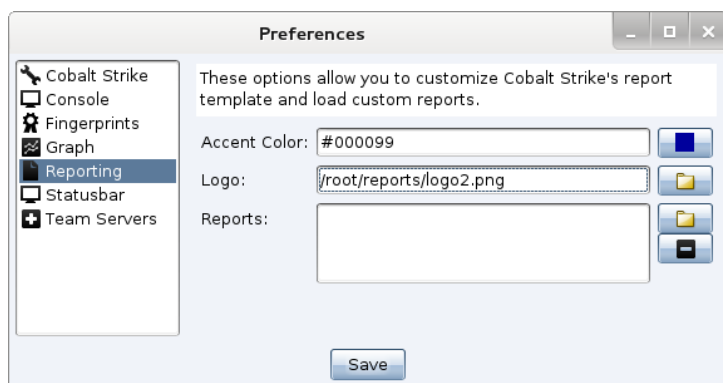 Preferences
Cobalt Strike
Console
Fingerprints
Graph
Reporting
Statusbar
Team Servers
These options allow you to customize Cobalt Strike's report
template and load custom reports.
Accent Color: #000099
Logo: /root/reports/logo2.png
Reports:
Save